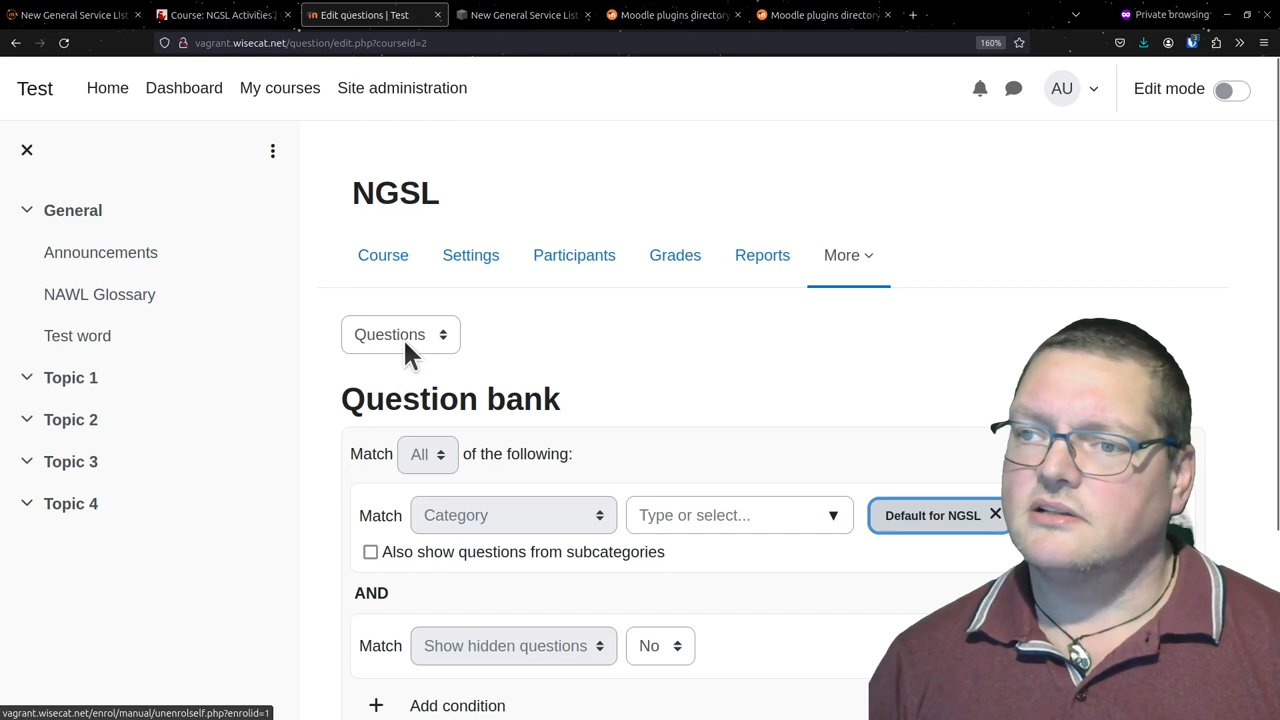 New General Service List
Course: NGSL Activities
Edit questions | Test
New General Service List
Moodle plugins directory
Moodle plugins directory
Private browsing
vagrant.wisecat.net/question/edit.php?courseid=2
160%
Test
Home
Dashboard
My courses
Site administration
AU
Edit mode
General
Announcements
NAWL Glossary
Test word
Topic 1
Topic 2
Topic 3
Topic 4
NGSL
Course
Settings
Participants
Grades
Reports
More
Questions
Question bank
Match All of the following:
Match Category Type or select... ▼ Default for NGSL ×
Also show questions from subcategories
AND
Match Show hidden questions No
+ Add condition
vagrant.wisecat.net/enrol/manual/unenrolself.php?enrolid=1